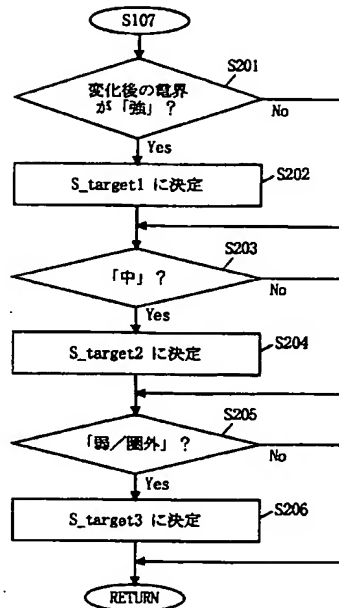 S107
S201
変化後の電界
が「強」？
No
Yes
S202
S_target1 に決定
S203
「中」？
No
Yes
S204
S_target2 に決定
S205
「弱／圏外」？
No
Yes
S206
S_target3 に決定
RETURN